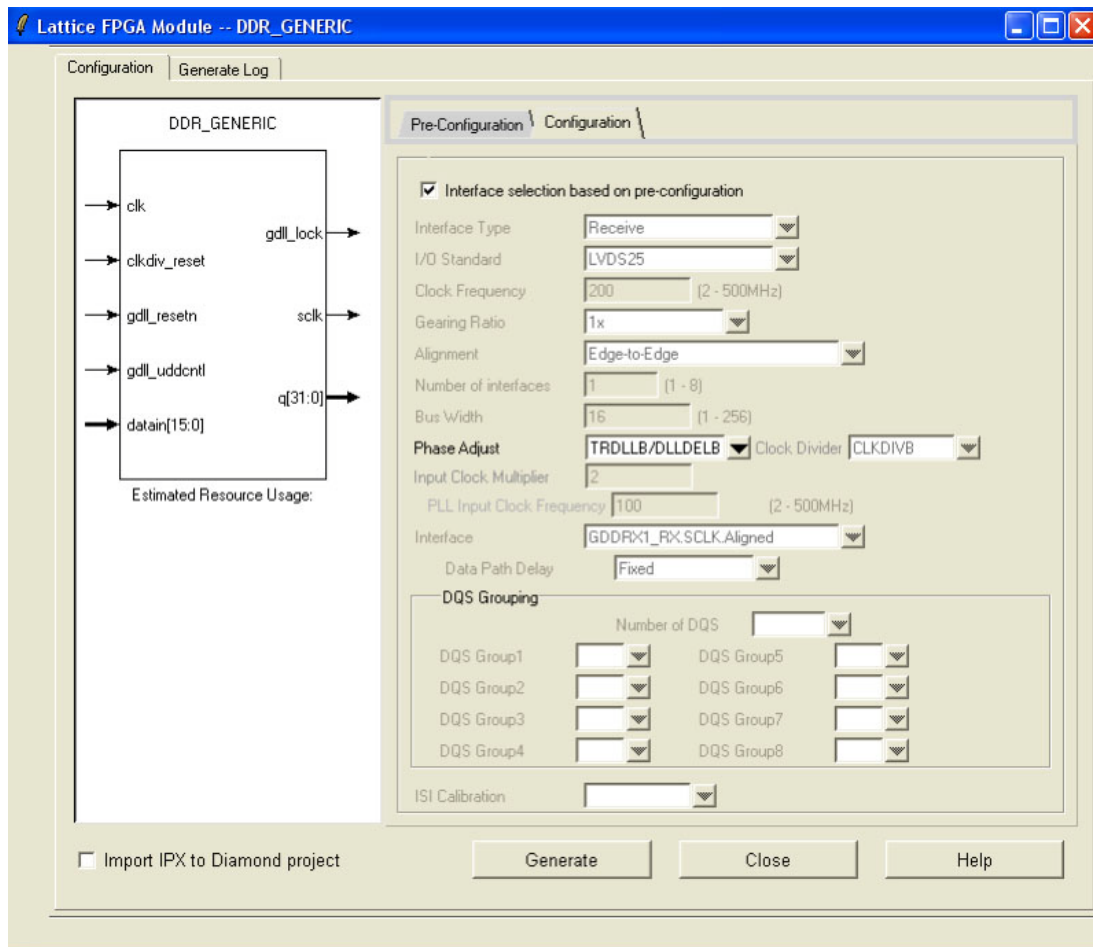 Lattice FPGA Module -- DDR_GENERIC
Configuration Generate Log
DDR_GENERIC
clk
gdll_lock
clkdiv_reset
gdll_resetn sclk
gdll_uddcntl
q[31:0]
datain[15:0]
Estimated Resource Usage:
Pre-Configuration Configuration
Interface selection based on pre-configuration
Interface Type Receive
I/O Standard LVDS25
Clock Frequency 200 (2 - 500MHz)
Gearing Ratio 1x
Alignment Edge-to-Edge
Number of interfaces 1 (1 - 8)
Bus Width 16 (1 - 256)
Phase Adjust TRDLLB/DLLDELB Clock Divider CLKDIVB
Input Clock Multiplier 2
PLL Input Clock Frequency 100 (2 - 500MHz)
Interface GDDRX1_RX.SCLK.Aligned
Data Path Delay Fixed
DQS Grouping
Number of DQS
DQS Group1 DQS Group5
DQS Group2 DQS Group6
DQS Group3 DQS Group7
DQS Group4 DQS Group8
ISI Calibration
Import IPX to Diamond project Generate Close Help